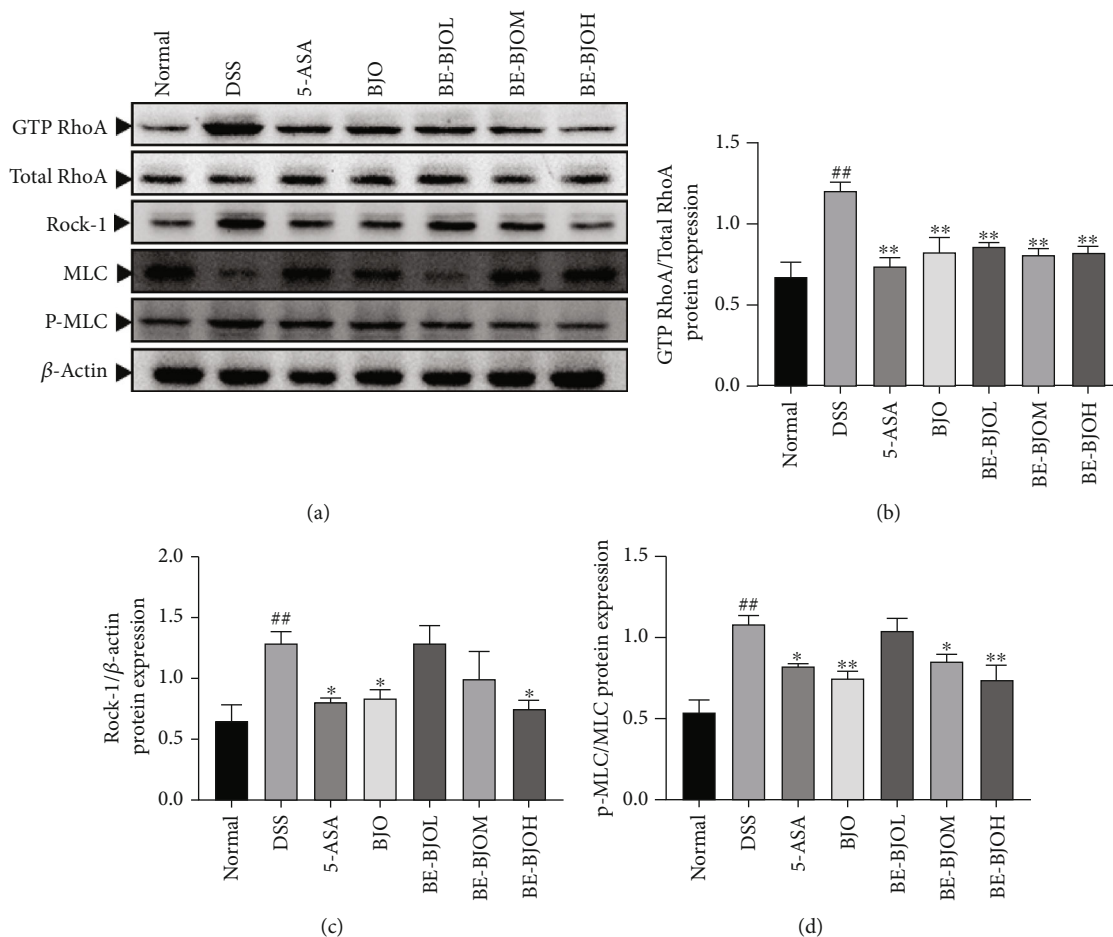 Normal
DSS
5-ASA
BJO
BE-BJOL
BE-BJOM
BE-BJOH
GTP RhoA
Total RhoA
Rock-1
MLC
P-MLC
β-Actin
(a)
GTP RhoA/Total RhoA
protein expression
1.5
1.0
0.5
0.0
##
**
**
**
**
**
Normal
DSS
5-ASA
BJO
BE-BJOL
BE-BJOM
BE-BJOH
(b)
Rock-1/β-actin
protein expression
2.0
1.5
1.0
0.5
0.0
##
*
*
*
Normal
DSS
5-ASA
BJO
BE-BJOL
BE-BJOM
BE-BJOH
(c)
p-MLC/MLC protein expression
1.5
1.0
0.5
0.0
##
*
**
*
**
Normal
DSS
5-ASA
BJO
BE-BJOL
BE-BJOM
BE-BJOH
(d)